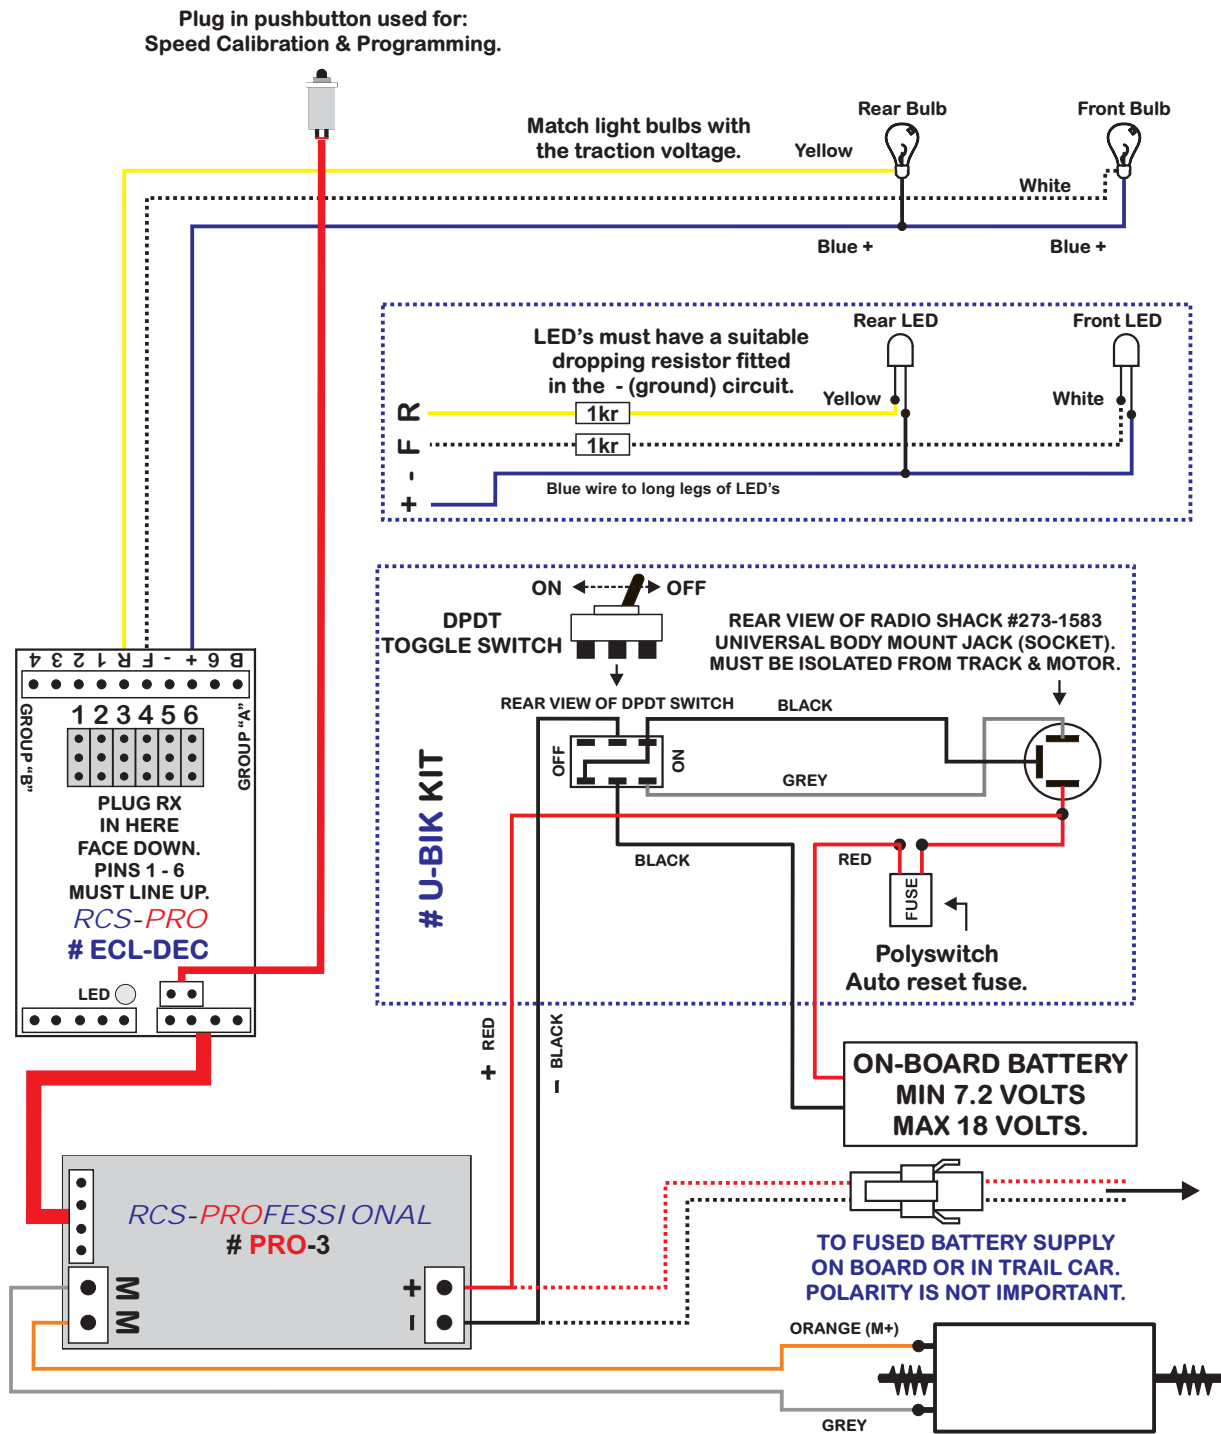 Plug in pushbutton used for:
Speed Calibration & Programming.
Match light bulbs with
the traction voltage.
Rear Bulb
Front Bulb
Yellow
White
Blue +
Blue +
LED's must have a suitable
dropping resistor fitted
in the - (ground) circuit.
Rear LED
Front LED
Yellow
White
R
1kr
F
1kr
-
+
Blue wire to long legs of LED's
ON
OFF
DPDT
TOGGLE SWITCH
REAR VIEW OF RADIO SHACK #273-1583
UNIVERSAL BODY MOUNT JACK (SOCKET).
MUST BE ISOLATED FROM TRACK & MOTOR.
REAR VIEW OF DPDT SWITCH
BLACK
OFF
ON
GREY
BLACK
RED
FUSE
Polyswitch
Auto reset fuse.
# U-BIK KIT
4 3 2 1 R F - + 6 B
GROUP "B"
GROUP "A"
1 2 3 4 5 6
PLUG RX
IN HERE
FACE DOWN.
PINS 1 - 6
MUST LINE UP.
RCS-PRO
# ECL-DEC
LED
+ RED
− BLACK
ON-BOARD BATTERY
MIN 7.2 VOLTS
MAX 18 VOLTS.
RCS-PROFESSIONAL
# PRO-3
M
M
+
−
TO FUSED BATTERY SUPPLY
ON BOARD OR IN TRAIL CAR.
POLARITY IS NOT IMPORTANT.
ORANGE (M+)
GREY